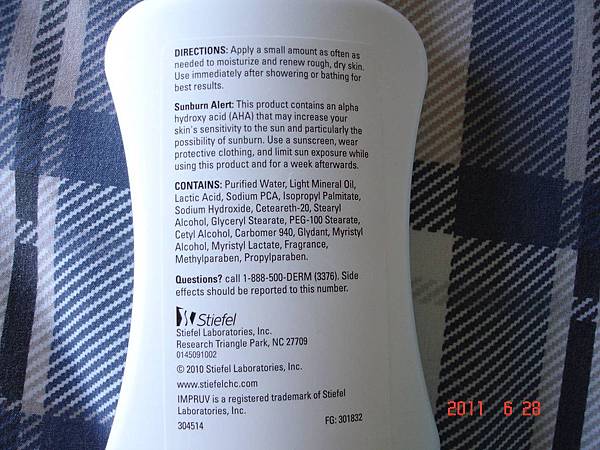 DIRECTIONS: Apply a small amount as often as
needed to moisturize and renew rough, dry skin.
Use immediately after showering or bathing for
best results.
Sunburn Alert: This product contains an alpha
hydroxy acid (AHA) that may increase your
skin's sensitivity to the sun and particularly the
possibility of sunburn. Use a sunscreen, wear
protective clothing, and limit sun exposure while
using this product and for a week afterwards.
CONTAINS: Purified Water, Light Mineral Oil,
Lactic Acid, Sodium PCA, Isopropyl Palmitate,
Sodium Hydroxide, Ceteareth-20, Stearyl
Alcohol, Glyceryl Stearate, PEG-100 Stearate,
Cetyl Alcohol, Carbomer 940, Glydant, Myristyl
Alcohol, Myristyl Lactate, Fragrance,
Methylparaben, Propylparaben.
Questions? call 1-888-500-DERM (3376). Side
effects should be reported to this number.
Stiefel
Stiefel Laboratories, Inc.
Research Triangle Park, NC 27709
0145091002
© 2010 Stiefel Laboratories, Inc.
www.stiefelchc.com
IMPRUV is a registered trademark of Stiefel
Laboratories, Inc.
304514 FG: 301832
2011 6 28